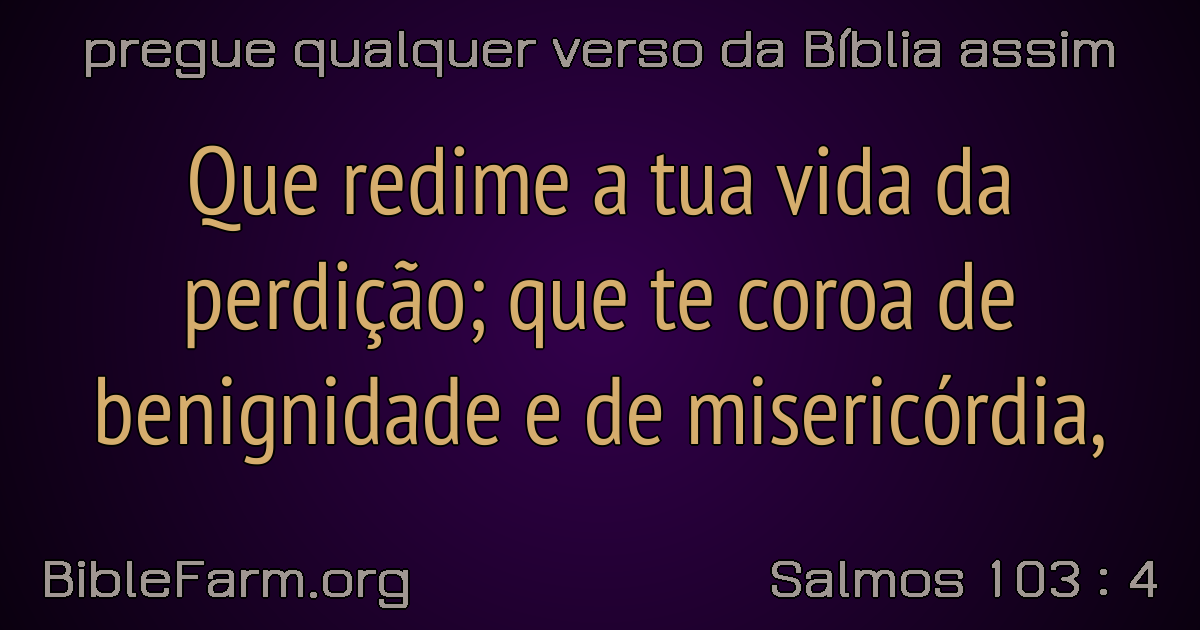 pregue qualquer verso da Bíblia assim
Que redime a tua vida da
perdição; que te coroa de
benignidade e de misericórdia,
BibleFarm.org
Salmos 103 : 4